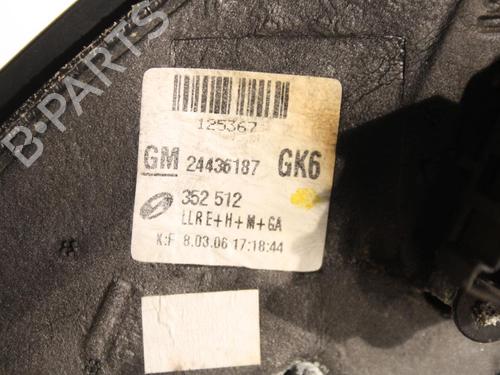 B-PARTS
125367
GM 24436187 GK6
352 512
LLRE+H+M+GA
K:F 8.03.06 17:18:44